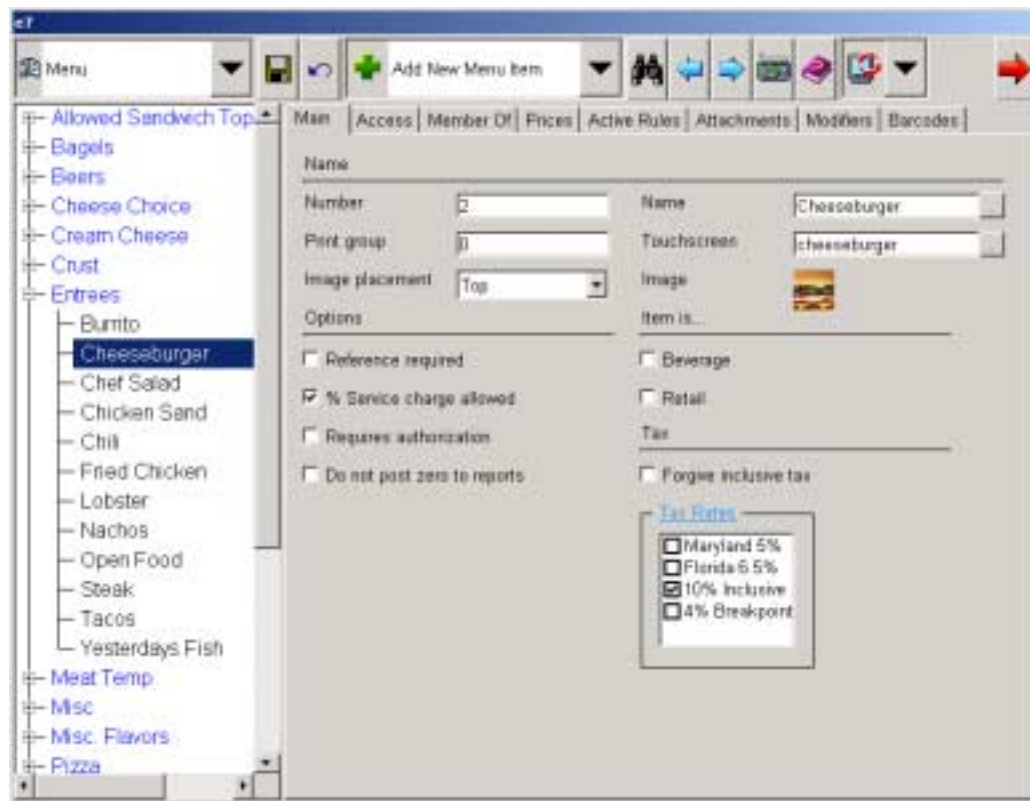 eT
Menu
Add New Menu Item
Allowed Sandwich Top
Bagels
Beers
Cheese Choice
Cream Cheese
Crust
Entrees
Burrito
Cheeseburger
Chef Salad
Chicken Sand
Chili
Fried Chicken
Lobster
Nachos
Open Food
Steak
Tacos
Yesterdays Fish
Meat Temp
Misc
Misc. Flavors
Pizza
Main Access Member Of Prices Active Rules Attachments Modifiers Barcodes
Name
Number 2 Name Cheeseburger ...
Print group 0 Touchscreen cheeseburger ...
Image placement Top Image
Options Item is...
Reference required Beverage
% Service charge allowed Retail
Requires authorization Tax
Do not post zero to reports Forgive inclusive tax
Tax Rates
Maryland 5%
Florida 6.5%
10% Inclusive
4% Breakpoint